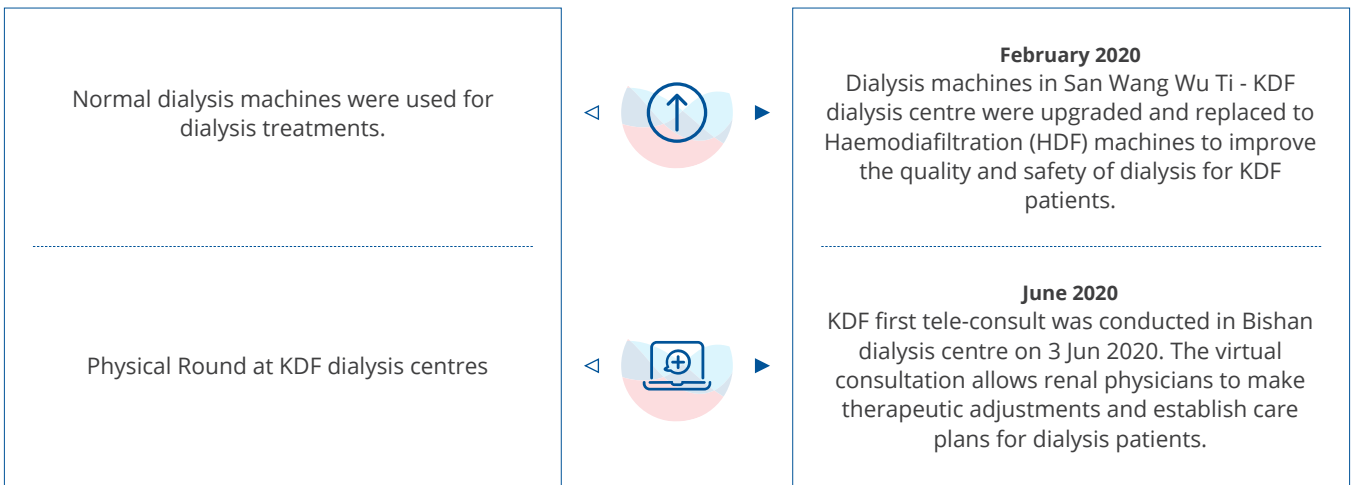 Normal dialysis machines were used for
dialysis treatments.
February 2020
Dialysis machines in San Wang Wu Ti - KDF
dialysis centre were upgraded and replaced to
Haemodiafiltration (HDF) machines to improve
the quality and safety of dialysis for KDF
patients.
Physical Round at KDF dialysis centres
June 2020
KDF first tele-consult was conducted in Bishan
dialysis centre on 3 Jun 2020. The virtual
consultation allows renal physicians to make
therapeutic adjustments and establish care
plans for dialysis patients.